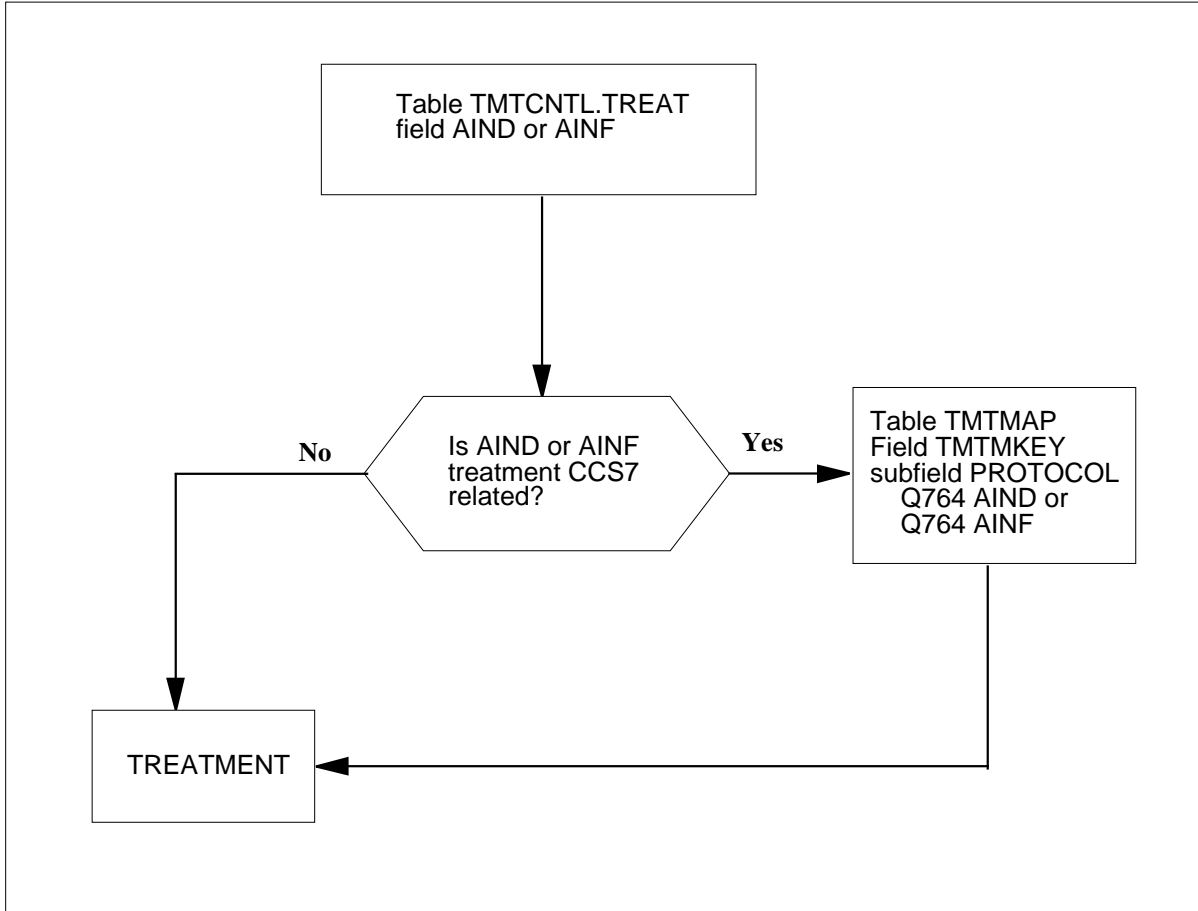 Table TMTCNTL.TREAT
field AIND or AINF
Is AIND or AINF
treatment CCS7
related?
No
Yes
Table TMTMAP
Field TMTMKEY
subfield PROTOCOL
Q764 AIND or
Q764 AINF
TREATMENT